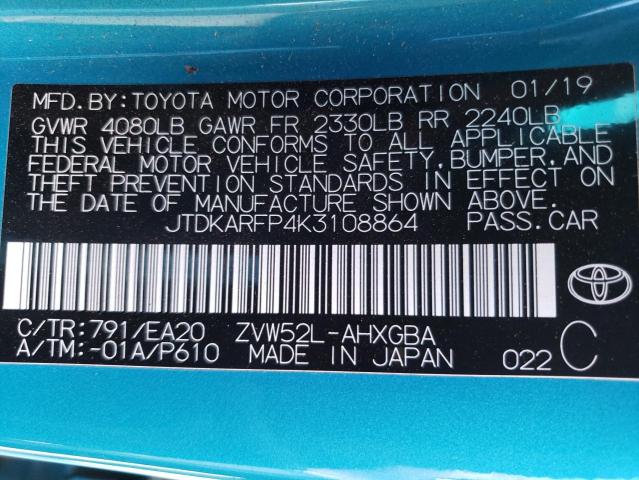 MFD. BY: TOYOTA MOTOR CORPORATION 01/19
GVWR 4080LB GAWR FR 2330LB RR 2240LB
THIS VEHICLE CONFORMS TO ALL APPLICABLE
FEDERAL MOTOR VEHICLE SAFETY, BUMPER, AND
THEFT PREVENTION STANDARDS IN EFFECT ON
THE DATE OF MANUFACTURE SHOWN ABOVE.
JTDKARFP4K3108864 PASS. CAR
C/TR: 791/EA20 ZVW52L-AHXGBA
A/TM: -01A/P610 MADE IN JAPAN 022 C